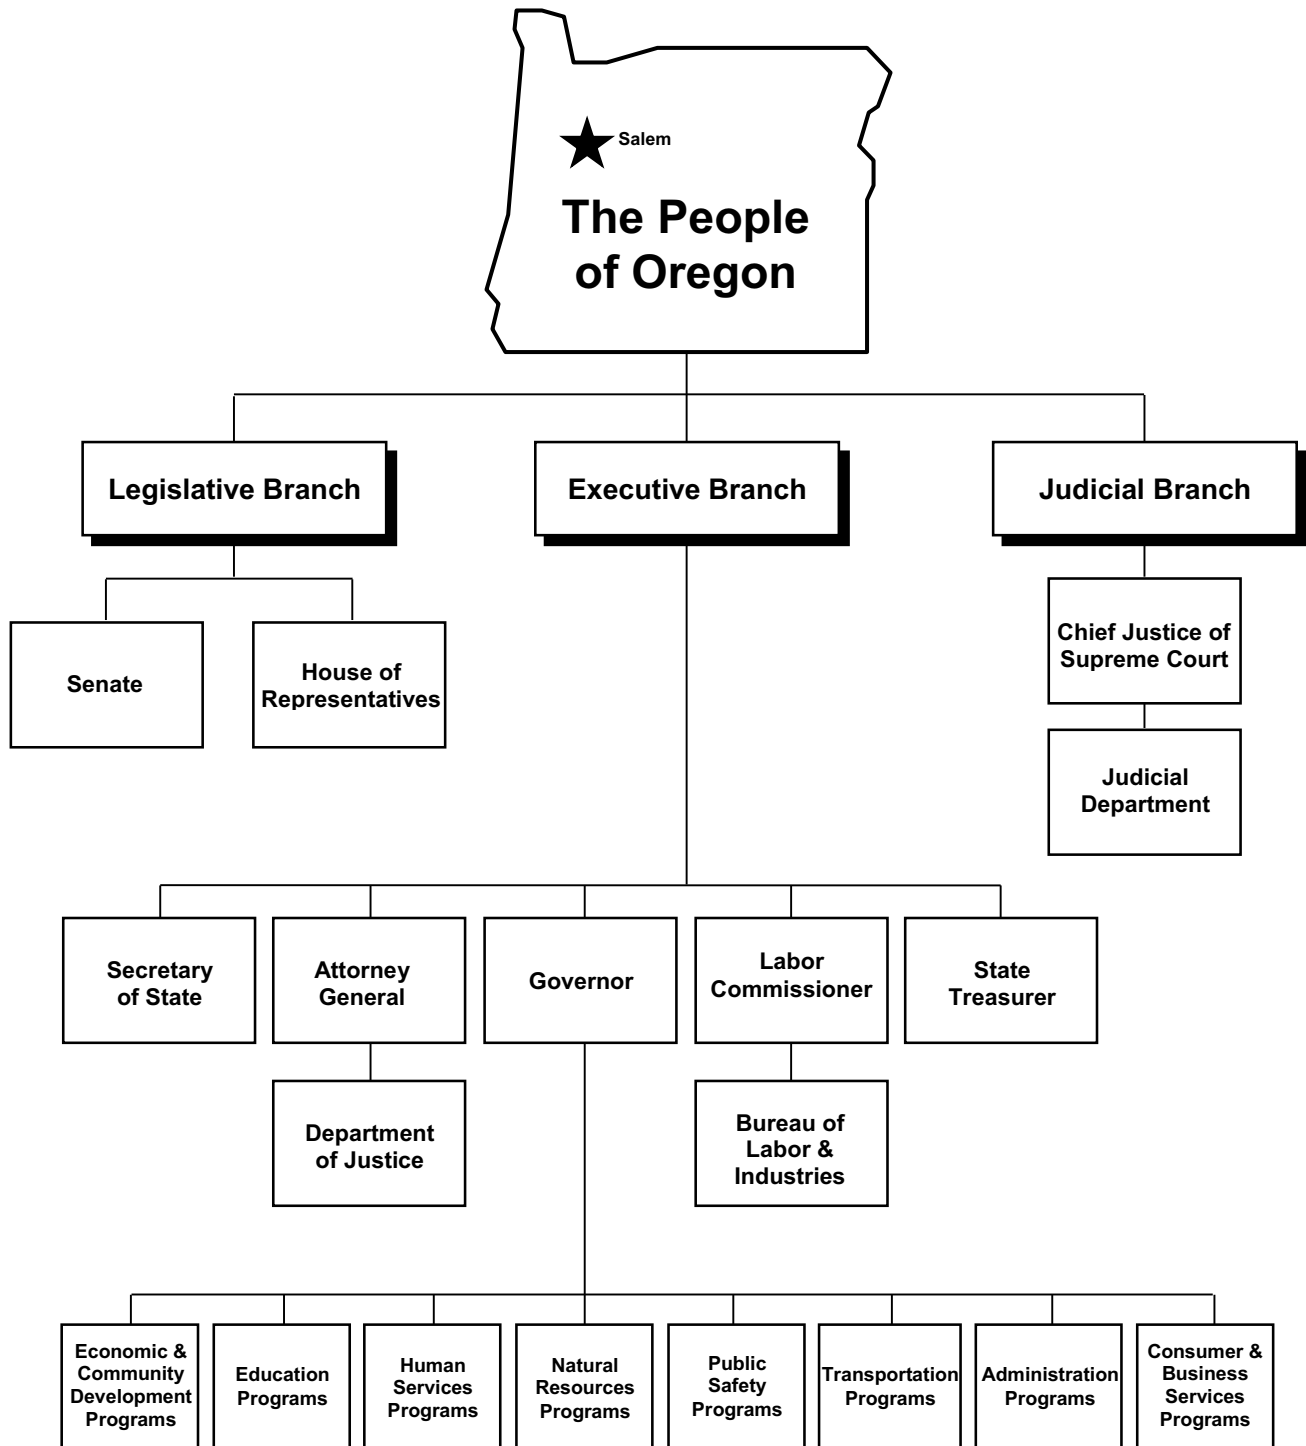 Salem
The People
of Oregon
Legislative Branch
Executive Branch
Judicial Branch
Senate
House of
Representatives
Chief Justice of
Supreme Court
Judicial
Department
Secretary
of State
Attorney
General
Governor
Labor
Commissioner
State
Treasurer
Department
of Justice
Bureau of
Labor &
Industries
Economic &
Community
Development
Programs
Education
Programs
Human
Services
Programs
Natural
Resources
Programs
Public
Safety
Programs
Transportation
Programs
Administration
Programs
Consumer &
Business
Services
Programs